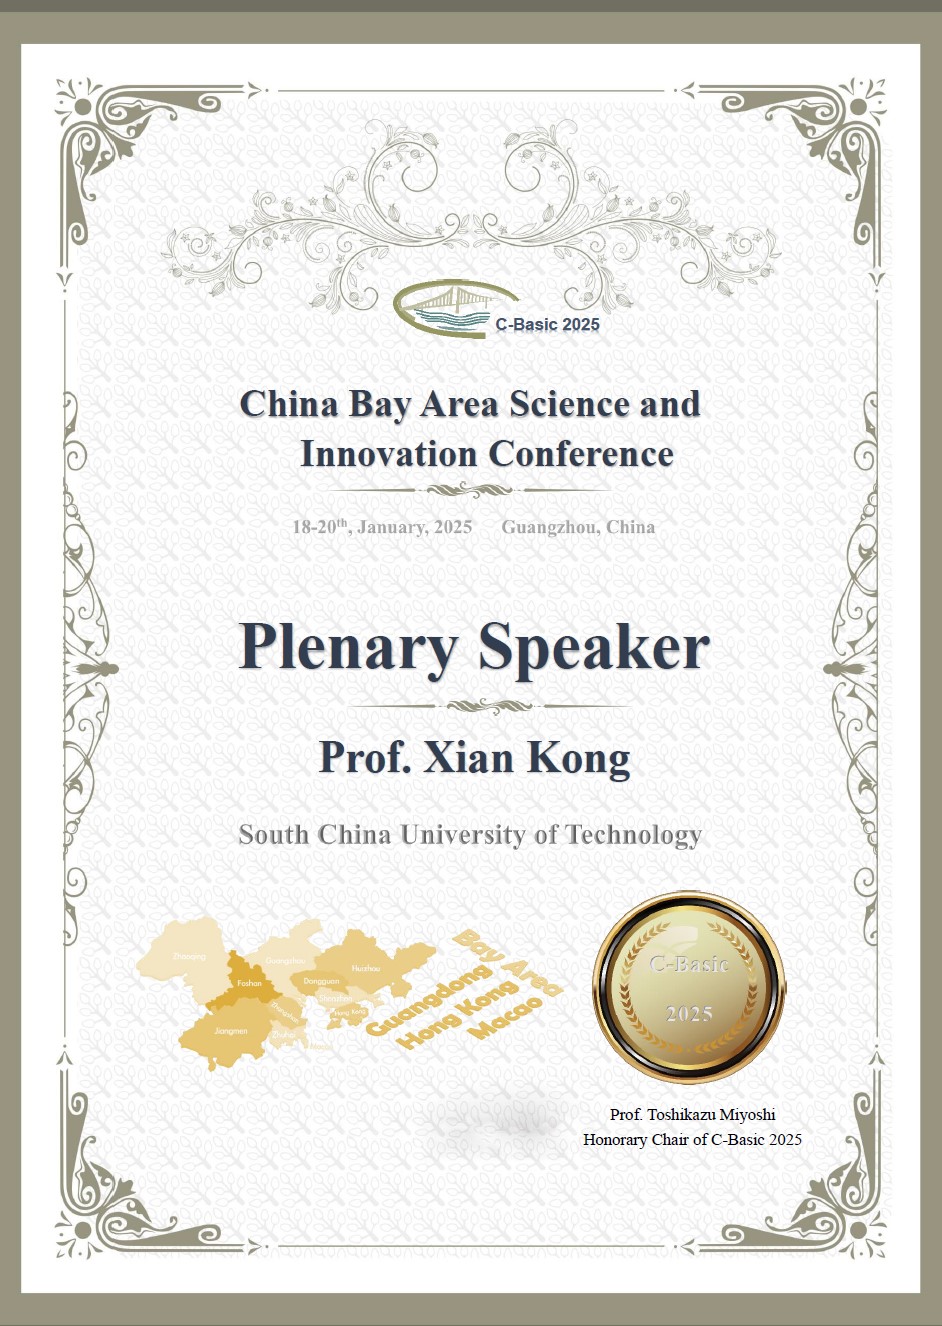 C-Basic 2025
China Bay Area Science and
Innovation Conference
18-20th, January, 2025 Guangzhou, China
Plenary Speaker
Prof. Xian Kong
South China University of Technology
Zhaoqing
Guangzhou
Huizhou
Foshan
Dongguan
Shenzhen
Zhongshan
Hong Kong
Jiangmen
Zhuhai
Macao
Bay Area
Guangdong
Hong Kong
Macao
C-Basic
2025
Prof. Toshikazu Miyoshi
Honorary Chair of C-Basic 2025